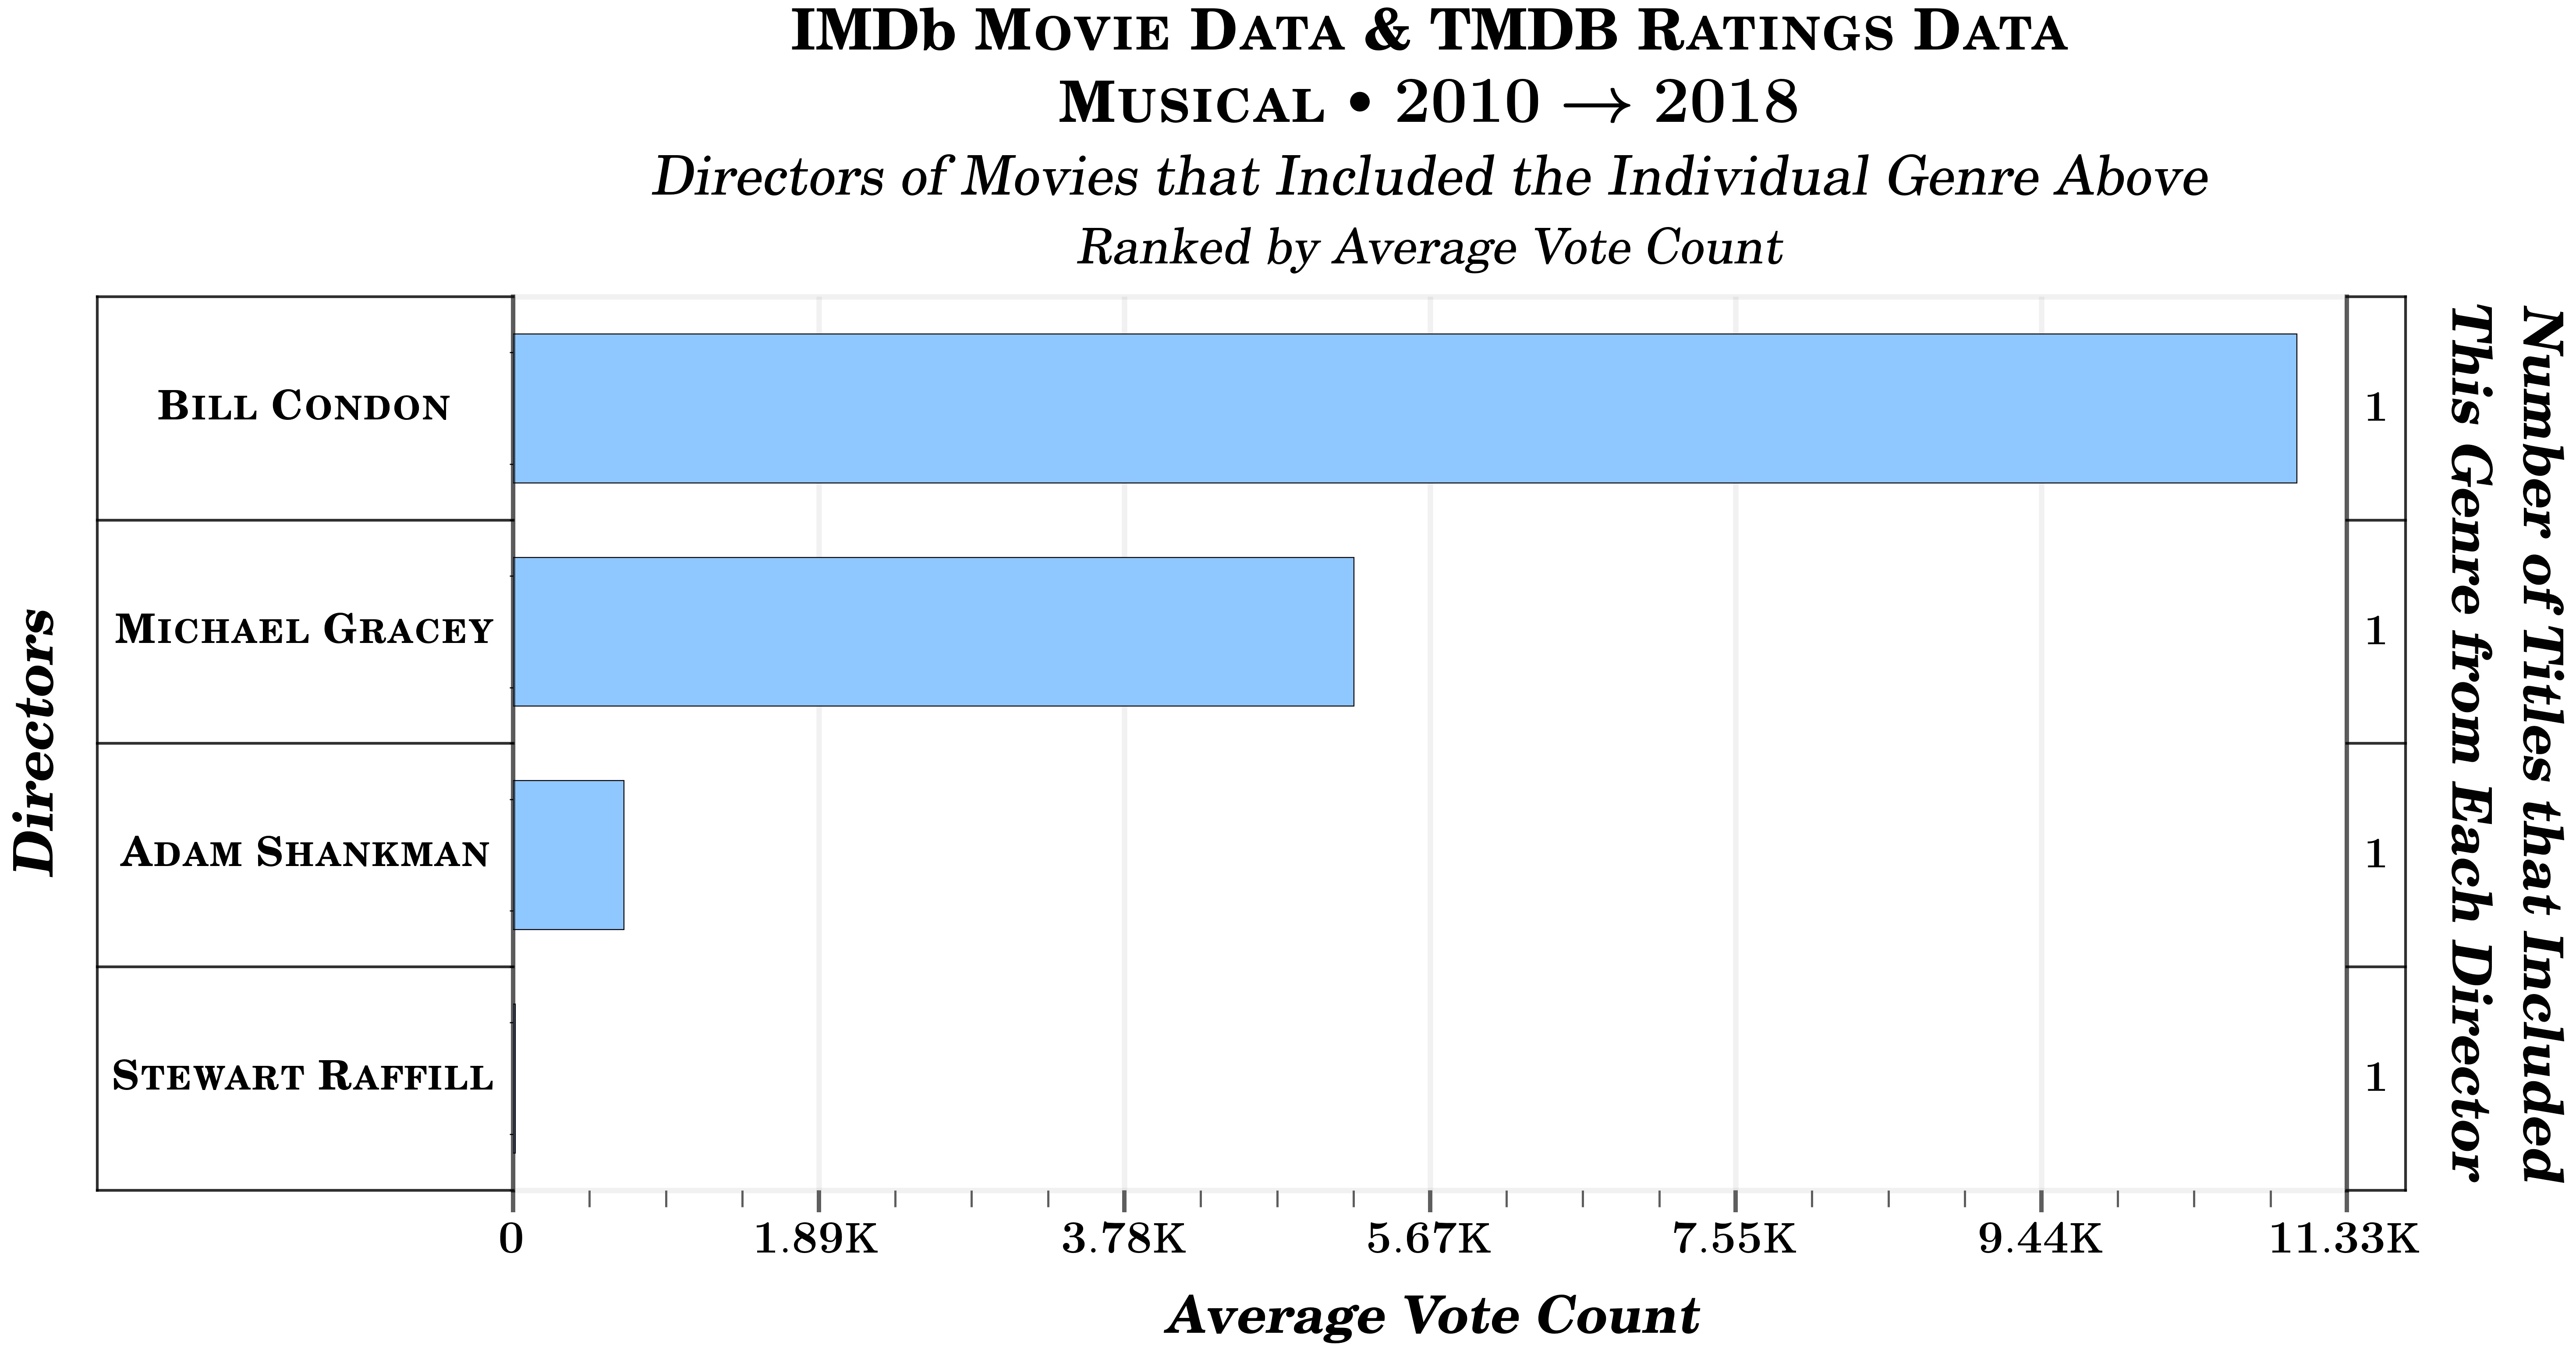 IMDb Movie Data & TMDB Ratings Data
Musical • 2010 → 2018
Directors of Movies that Included the Individual Genre Above
Ranked by Average Vote Count
Directors
Bill Condon
1
Michael Gracey
1
Adam Shankman
1
Stewart Raffill
1
0
1.89K
3.78K
5.67K
7.55K
9.44K
11.33K
Average Vote Count
Number of Titles that Included
This Genre from Each Director